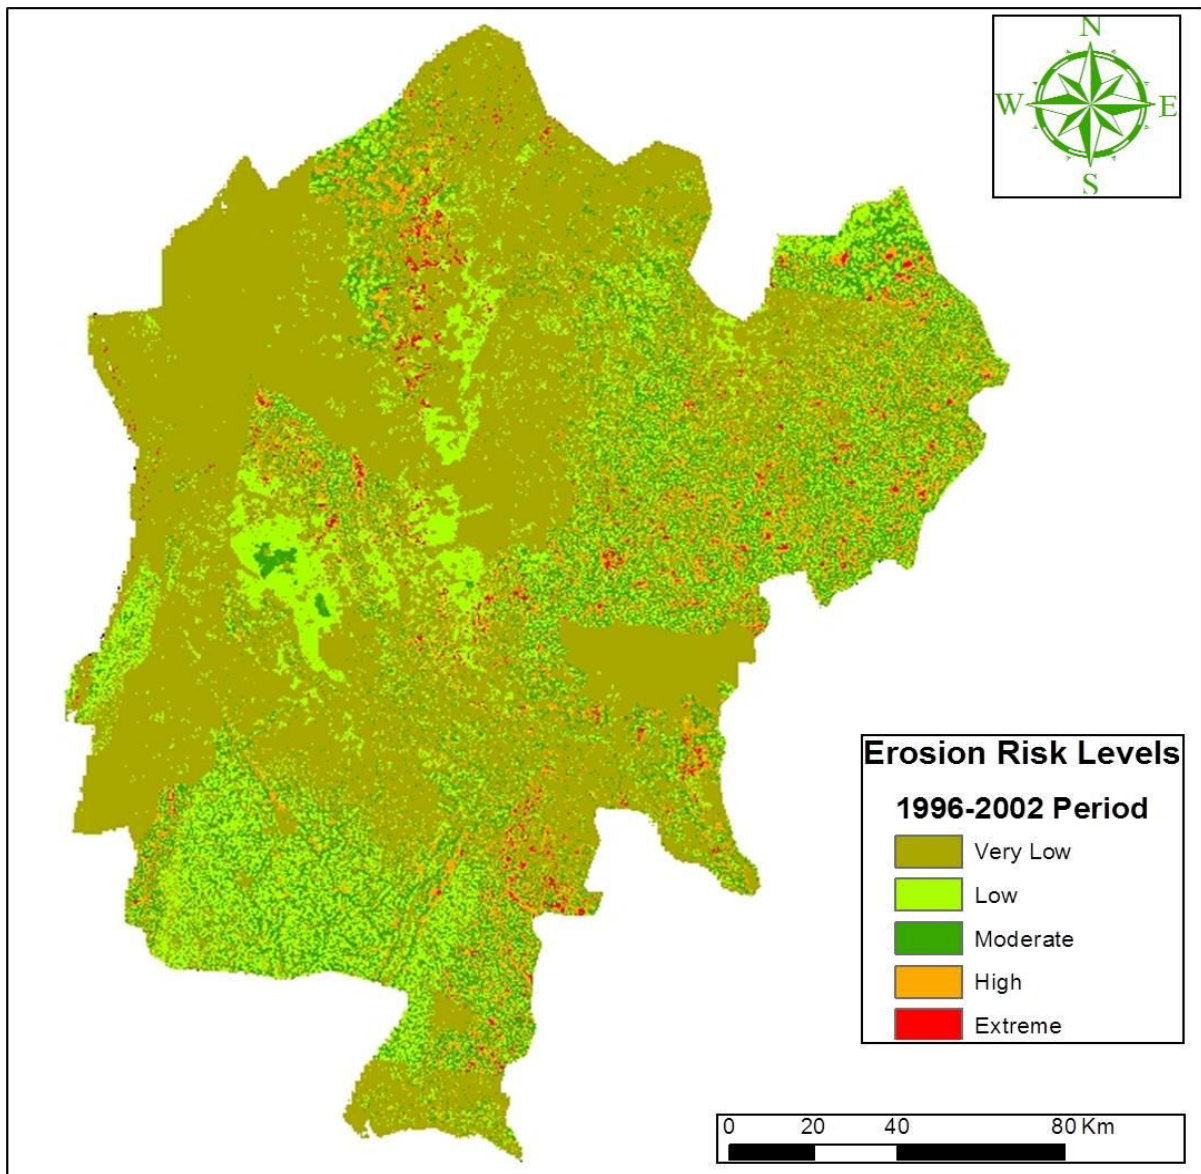 N
W E
S
Erosion Risk Levels
1996-2002 Period
Very Low
Low
Moderate
High
Extreme
0 20 40 80 Km